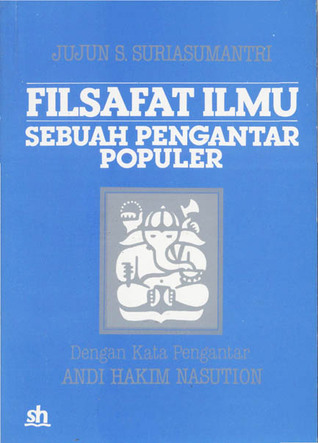 JUJUN S. SURIASUMANTRI
FILSAFAT ILMU
SEBUAH PENGANTAR
POPULER
Dengan Kata Pengantar
ANDI HAKIM NASUTION
sh